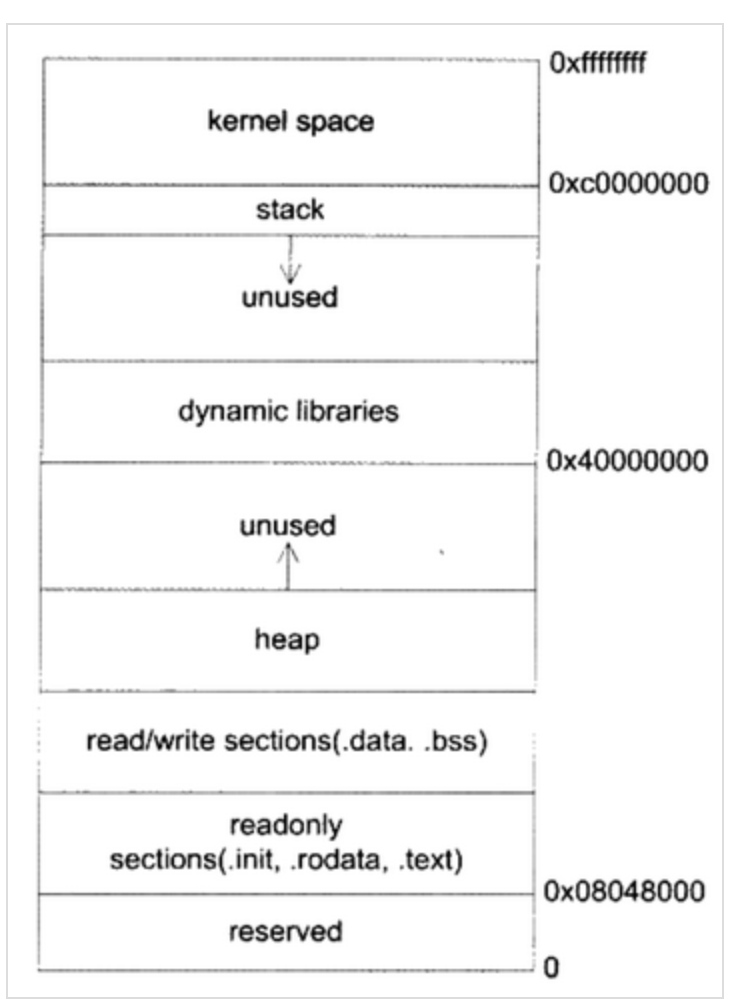 0xffffffff
kernel space
0xc0000000
stack
unused
dynamic libraries
0x40000000
unused
heap
read/write sections(.data. .bss)
readonly
sections(.init, .rodata, .text)
0x08048000
reserved
0